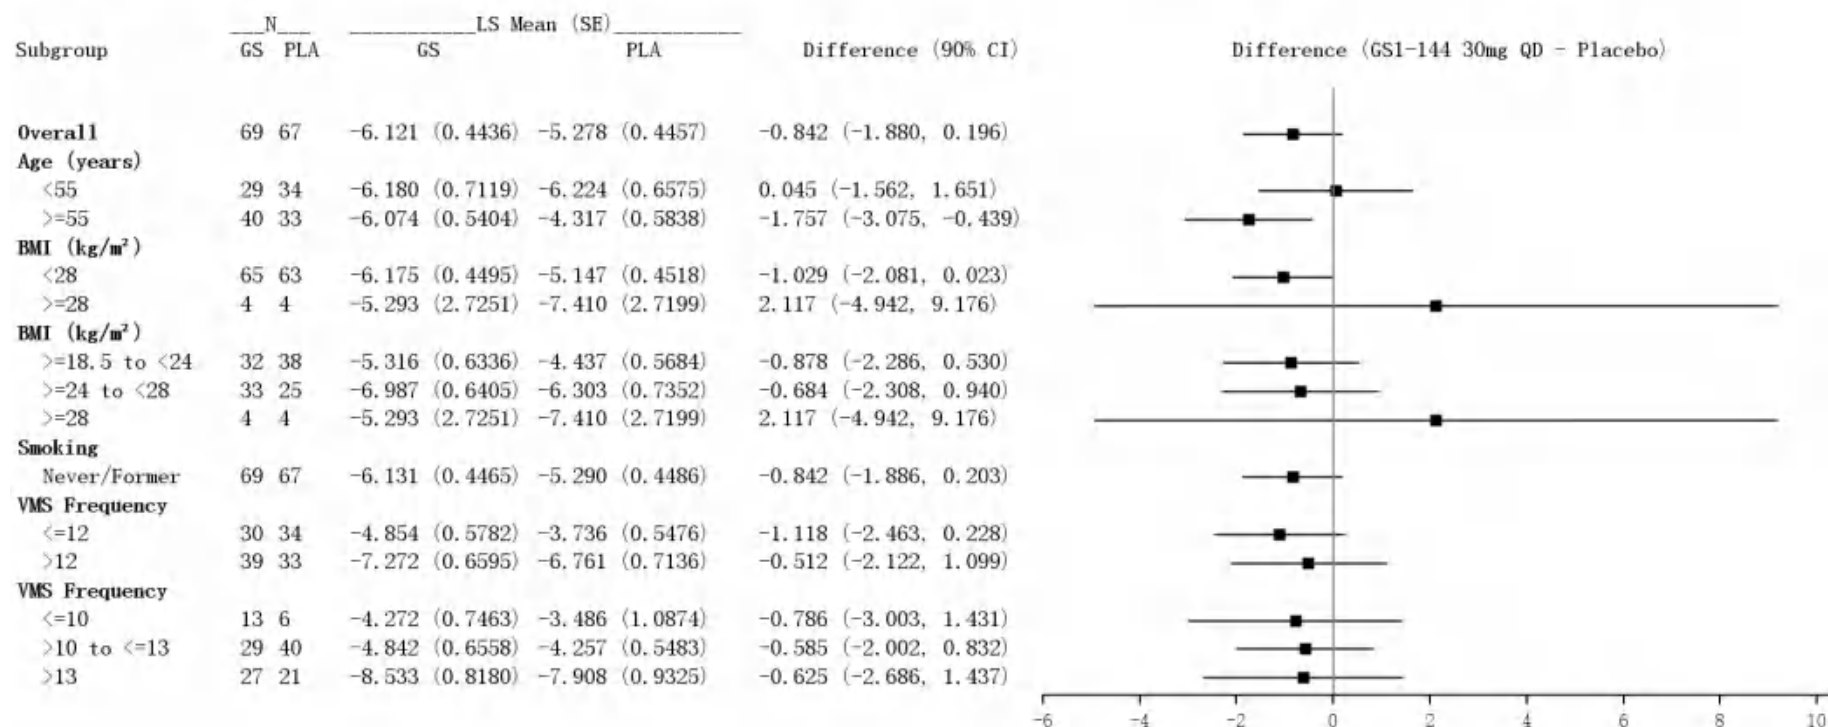 ___N___ ___________LS Mean (SE)___________
Subgroup GS PLA GS PLA Difference (90% CI) Difference (GS1-144 30mg QD - Placebo)
Overall 69 67 -6.121 (0.4436) -5.278 (0.4457) -0.842 (-1.880, 0.196)
Age (years)
<55 29 34 -6.180 (0.7119) -6.224 (0.6575) 0.045 (-1.562, 1.651)
>=55 40 33 -6.074 (0.5404) -4.317 (0.5838) -1.757 (-3.075, -0.439)
BMI (kg/m²)
<28 65 63 -6.175 (0.4495) -5.147 (0.4518) -1.029 (-2.081, 0.023)
>=28 4 4 -5.293 (2.7251) -7.410 (2.7199) 2.117 (-4.942, 9.176)
BMI (kg/m²)
>=18.5 to <24 32 38 -5.316 (0.6336) -4.437 (0.5684) -0.878 (-2.286, 0.530)
>=24 to <28 33 25 -6.987 (0.6405) -6.303 (0.7352) -0.684 (-2.308, 0.940)
>=28 4 4 -5.293 (2.7251) -7.410 (2.7199) 2.117 (-4.942, 9.176)
Smoking
Never/Former 69 67 -6.131 (0.4465) -5.290 (0.4486) -0.842 (-1.886, 0.203)
VMS Frequency
<=12 30 34 -4.854 (0.5782) -3.736 (0.5476) -1.118 (-2.463, 0.228)
>12 39 33 -7.272 (0.6595) -6.761 (0.7136) -0.512 (-2.122, 1.099)
VMS Frequency
<=10 13 6 -4.272 (0.7463) -3.486 (1.0874) -0.786 (-3.003, 1.431)
>10 to <=13 29 40 -4.842 (0.6558) -4.257 (0.5483) -0.585 (-2.002, 0.832)
>13 27 21 -8.533 (0.8180) -7.908 (0.9325) -0.625 (-2.686, 1.437)
-6 -4 -2 0 2 4 6 8 10